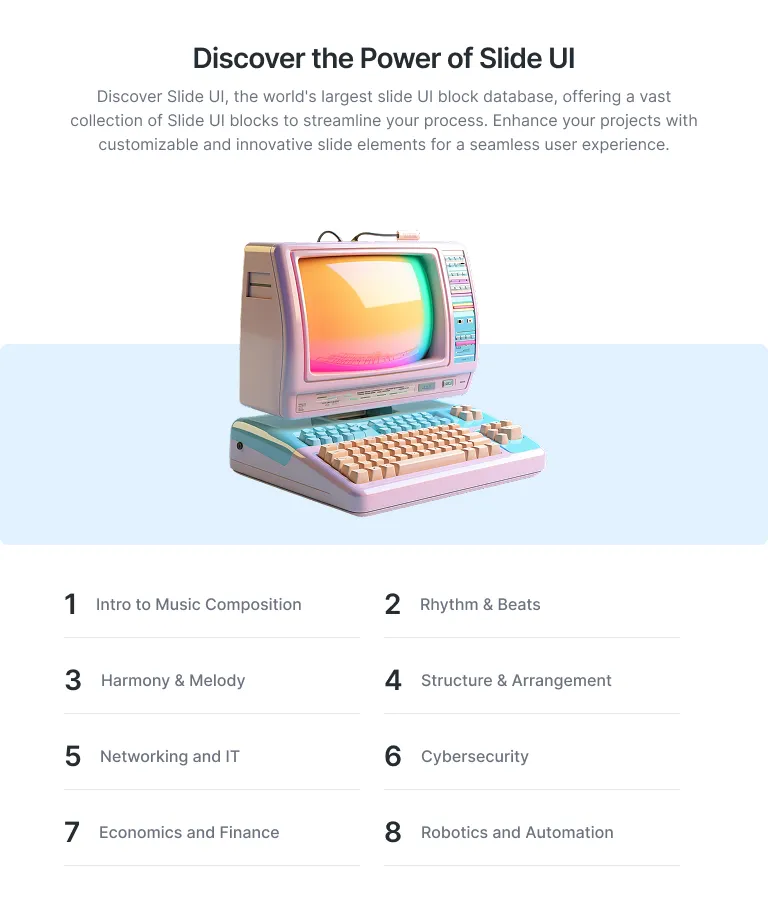 Discover the Power of Slide UI
Discover Slide UI, the world's largest slide UI block database, offering a vast
collection of Slide UI blocks to streamline your process. Enhance your projects with
customizable and innovative slide elements for a seamless user experience.
1 Intro to Music Composition
2 Rhythm & Beats
3 Harmony & Melody
4 Structure & Arrangement
5 Networking and IT
6 Cybersecurity
7 Economics and Finance
8 Robotics and Automation